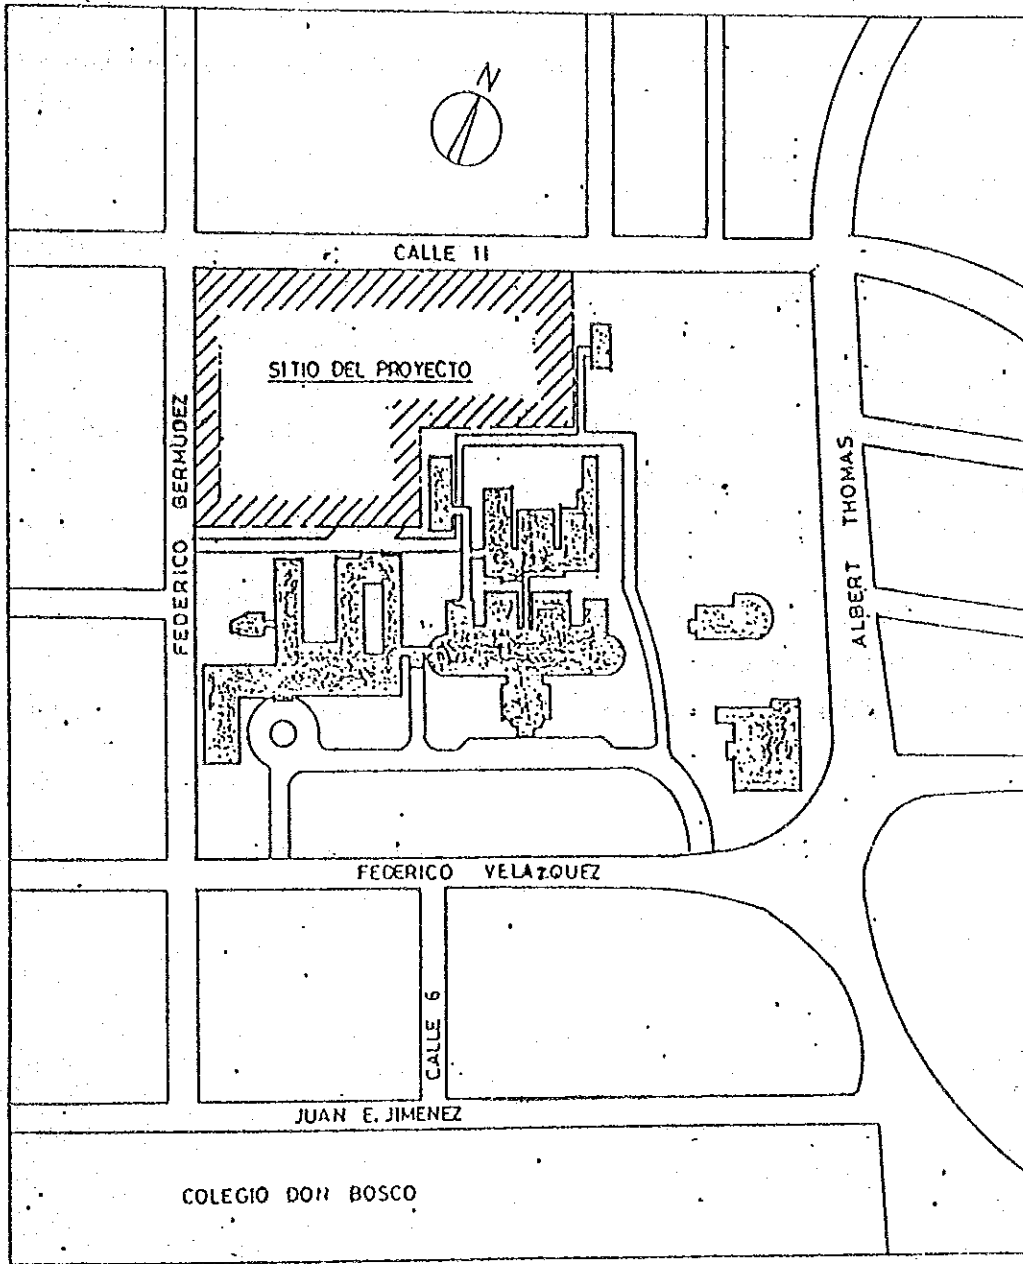 N
CALLE 11
SITIO DEL PROYECTO
FEDERICO BERMUDEZ
ALBERT THOMAS
FEDERICO VELAZQUEZ
CALLE 6
JUAN E. JIMENEZ
COLEGIO DON BOSCO